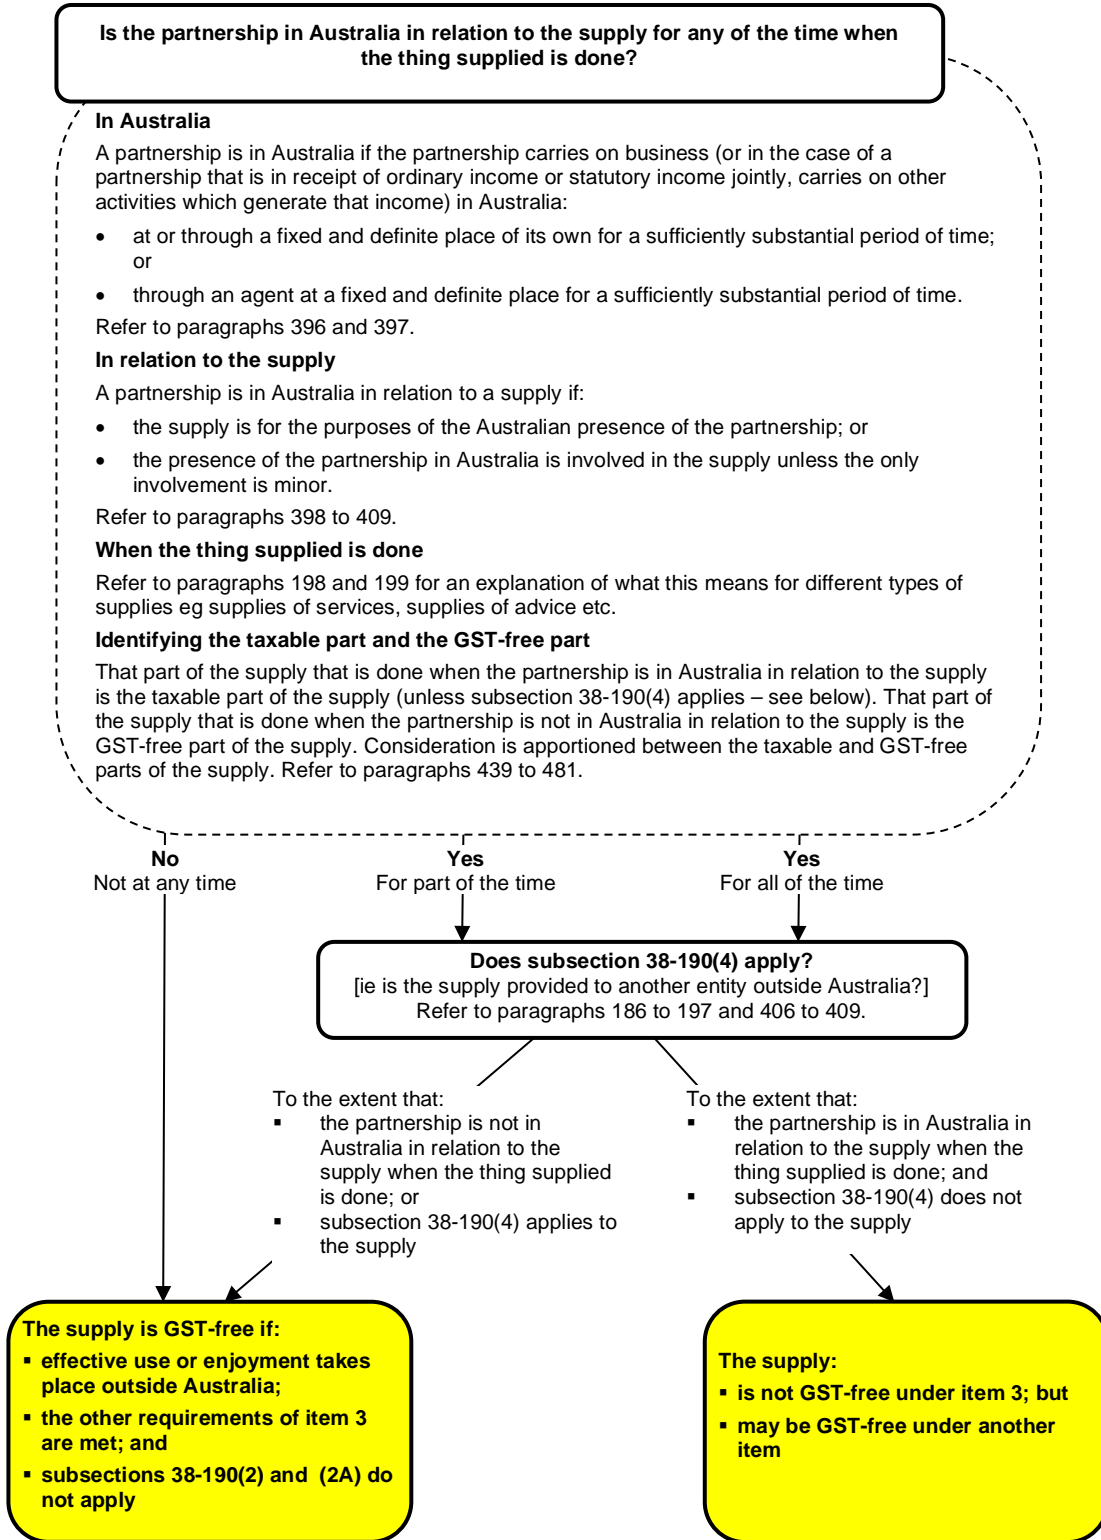 Is the partnership in Australia in relation to the supply for any of the time when
the thing supplied is done?
In Australia
A partnership is in Australia if the partnership carries on business (or in the case of a
partnership that is in receipt of ordinary income or statutory income jointly, carries on other
activities which generate that income) in Australia:
• at or through a fixed and definite place of its own for a sufficiently substantial period of time;
or
• through an agent at a fixed and definite place for a sufficiently substantial period of time.
Refer to paragraphs 396 and 397.
In relation to the supply
A partnership is in Australia in relation to a supply if:
• the supply is for the purposes of the Australian presence of the partnership; or
• the presence of the partnership in Australia is involved in the supply unless the only
involvement is minor.
Refer to paragraphs 398 to 409.
When the thing supplied is done
Refer to paragraphs 198 and 199 for an explanation of what this means for different types of
supplies eg supplies of services, supplies of advice etc.
Identifying the taxable part and the GST-free part
That part of the supply that is done when the partnership is in Australia in relation to the supply
is the taxable part of the supply (unless subsection 38-190(4) applies – see below). That part of
the supply that is done when the partnership is not in Australia in relation to the supply is the
GST-free part of the supply. Consideration is apportioned between the taxable and GST-free
parts of the supply. Refer to paragraphs 439 to 481.
No
Not at any time
Yes
For part of the time
Yes
For all of the time
Does subsection 38-190(4) apply?
[ie is the supply provided to another entity outside Australia?]
Refer to paragraphs 186 to 197 and 406 to 409.
To the extent that:
▪ the partnership is not in
Australia in relation to the
supply when the thing supplied
is done; or
▪ subsection 38-190(4) applies to
the supply
To the extent that:
▪ the partnership is in Australia in
relation to the supply when the
thing supplied is done; and
▪ subsection 38-190(4) does not
apply to the supply
The supply is GST-free if:
▪ effective use or enjoyment takes
place outside Australia;
▪ the other requirements of item 3
are met; and
▪ subsections 38-190(2) and (2A) do
not apply
The supply:
▪ is not GST-free under item 3; but
▪ may be GST-free under another
item